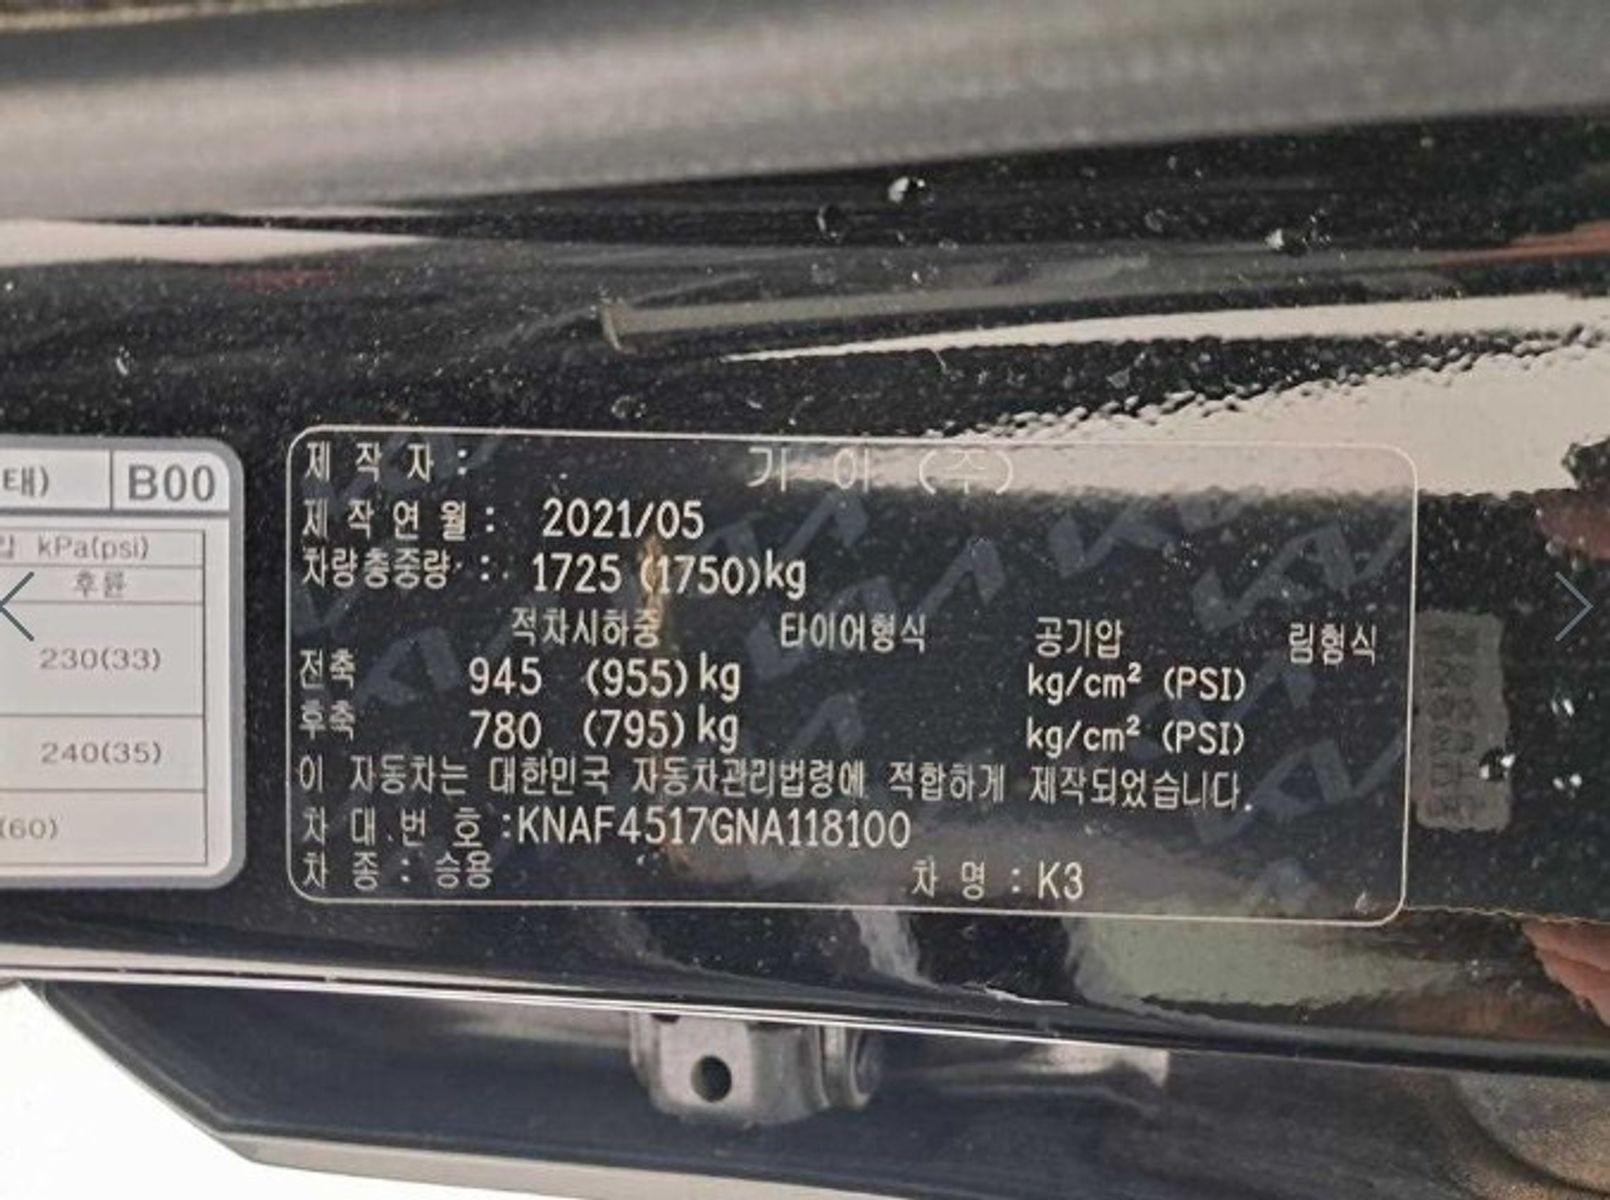 태) B00
압 kPa(psi)
후륜
230(33)
240(35)
(60)
제 작 자 : 기 아 (주)
제 작 연 월 : 2021/05
차량총중량 : 1725 (1750)kg
적차시하중 타이어형식 공기압 림형식
전축 945 (955)kg kg/cm² (PSI)
후축 780 (795)kg kg/cm² (PSI)
이 자동차는 대한민국 자동차관리법령에 적합하게 제작되었습니다.
차 대 번 호 :KNAF4517GNA118100
차 종 : 승용 차 명 : K3